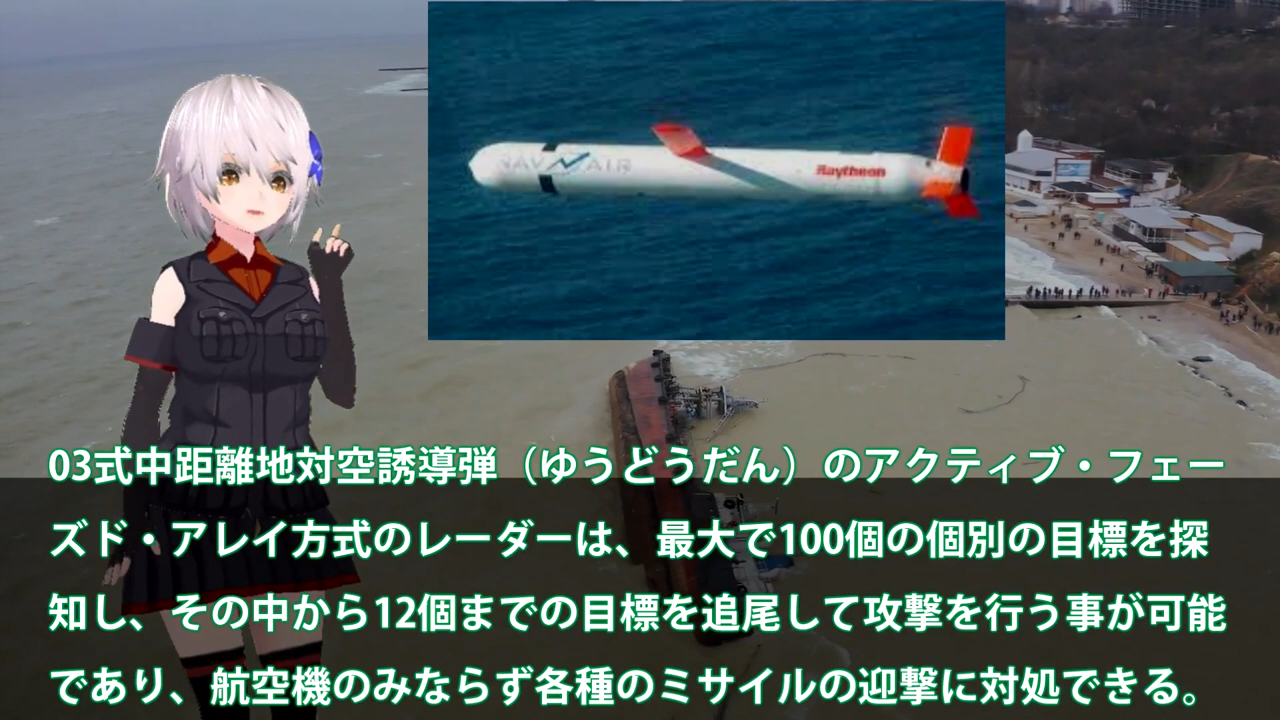 NAV AIR
Raytheon
03式中距離地対空誘導弾（ゆうどうだん）のアクティブ・フェー
ズド・アレイ方式のレーダーは、最大で100個の個別の目標を探
知し、その中から12個までの目標を追尾して攻撃を行う事が可能
であり、航空機のみならず各種のミサイルの迎撃に対処できる。